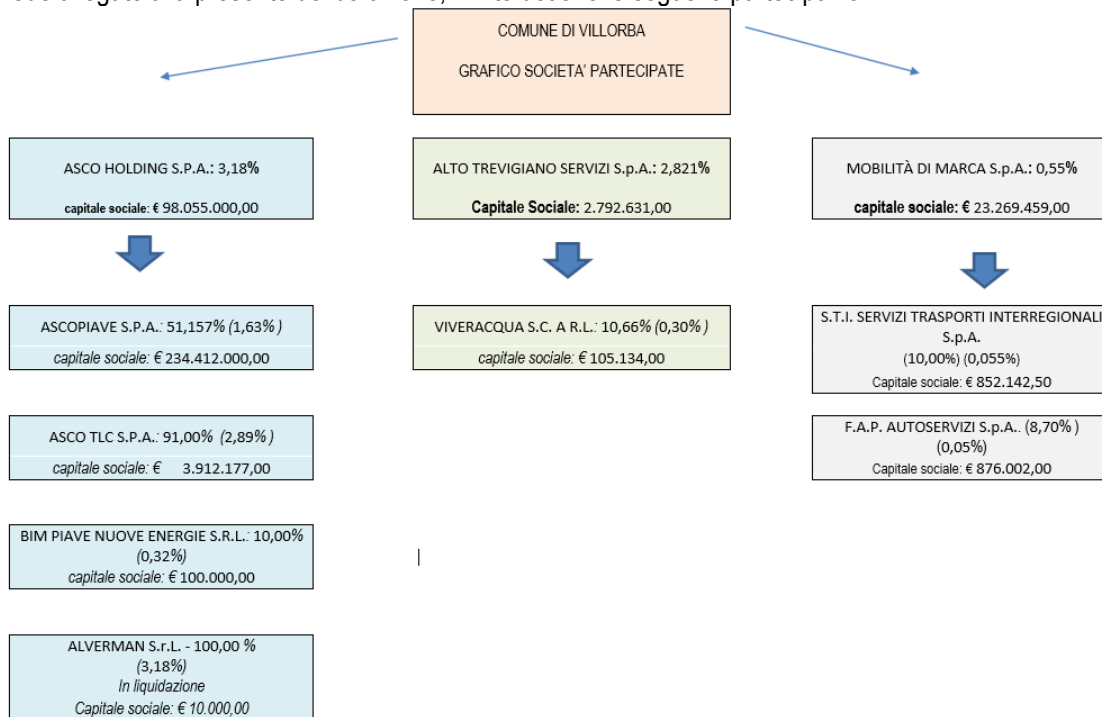 COMUNE DI VILLORBA
GRAFICO SOCIETA' PARTECIPATE
ASCO HOLDING S.P.A.: 3,18%
capitale sociale: € 98.055.000,00
ALTO TREVIGIANO SERVIZI S.p.A.: 2,821%
Capitale Sociale: 2.792.631,00
MOBILITÀ DI MARCA S.p.A.: 0,55%
capitale sociale: € 23.269.459,00
ASCOPIAVE S.P.A.: 51,157% (1,63% )
capitale sociale: € 234.412.000,00
VIVERACQUA S.C. A R.L.: 10,66% (0,30% )
capitale sociale: € 105.134,00
S.T.I. SERVIZI TRASPORTI INTERREGIONALI
S.p.A.
(10,00%) (0,055%)
Capitale sociale: € 852.142,50
ASCO TLC S.P.A.: 91,00% (2,89% )
capitale sociale: € 3.912.177,00
F.A.P. AUTOSERVIZI S.p.A.. (8,70% )
(0,05%)
Capitale sociale: € 876.002,00
BIM PIAVE NUOVE ENERGIE S.R.L.: 10,00%
(0,32%)
capitale sociale: € 100.000,00
ALVERMAN S.r.L. - 100,00 %
(3,18%)
In liquidazione
Capitale sociale: € 10.000,00